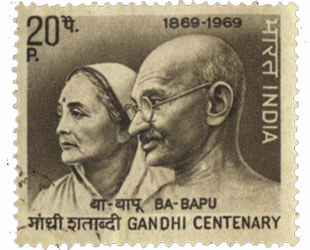 20 पै.
P.
1869-1969
भारत INDIA
बा-बापू BA-BAPU
गांधी शताब्दी GANDHI CENTENARY